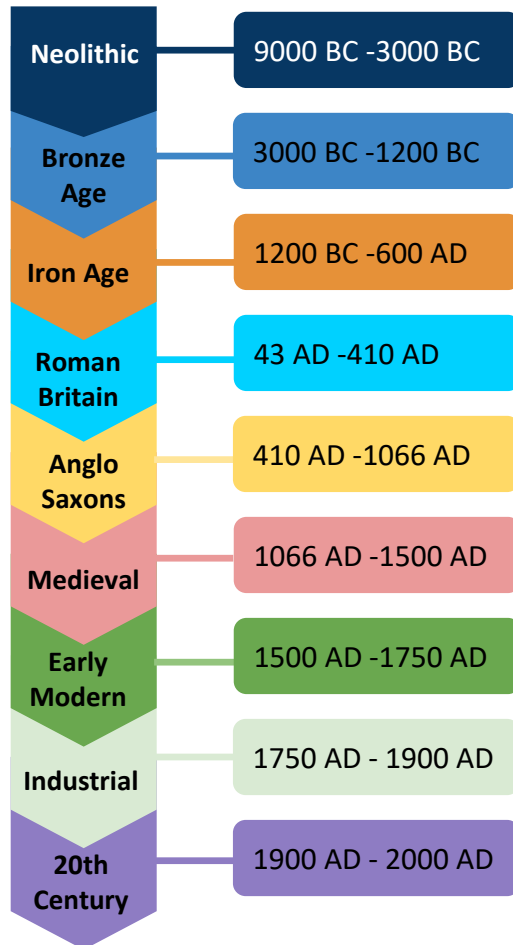 Neolithic
9000 BC -3000 BC
Bronze
Age
3000 BC -1200 BC
Iron Age
1200 BC -600 AD
Roman
Britain
43 AD -410 AD
Anglo
Saxons
410 AD -1066 AD
Medieval
1066 AD -1500 AD
Early
Modern
1500 AD -1750 AD
Industrial
1750 AD - 1900 AD
20th
Century
1900 AD - 2000 AD